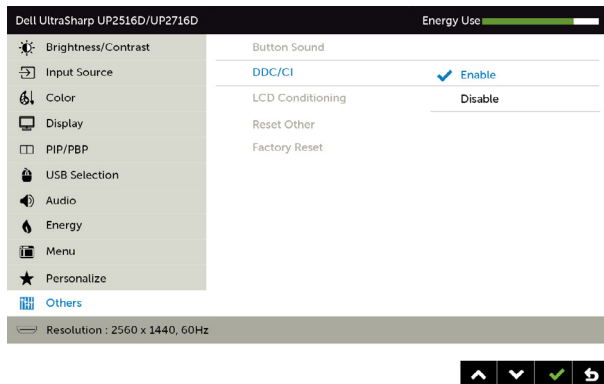 Dell UltraSharp UP2516D/UP2716D
Energy Use
Brightness/Contrast
Button Sound
Input Source
DDC/CI
Enable
Color
LCD Conditioning
Disable
Display
Reset Other
PIP/PBP
Factory Reset
USB Selection
Audio
Energy
Menu
Personalize
Others
Resolution : 2560 x 1440, 60Hz